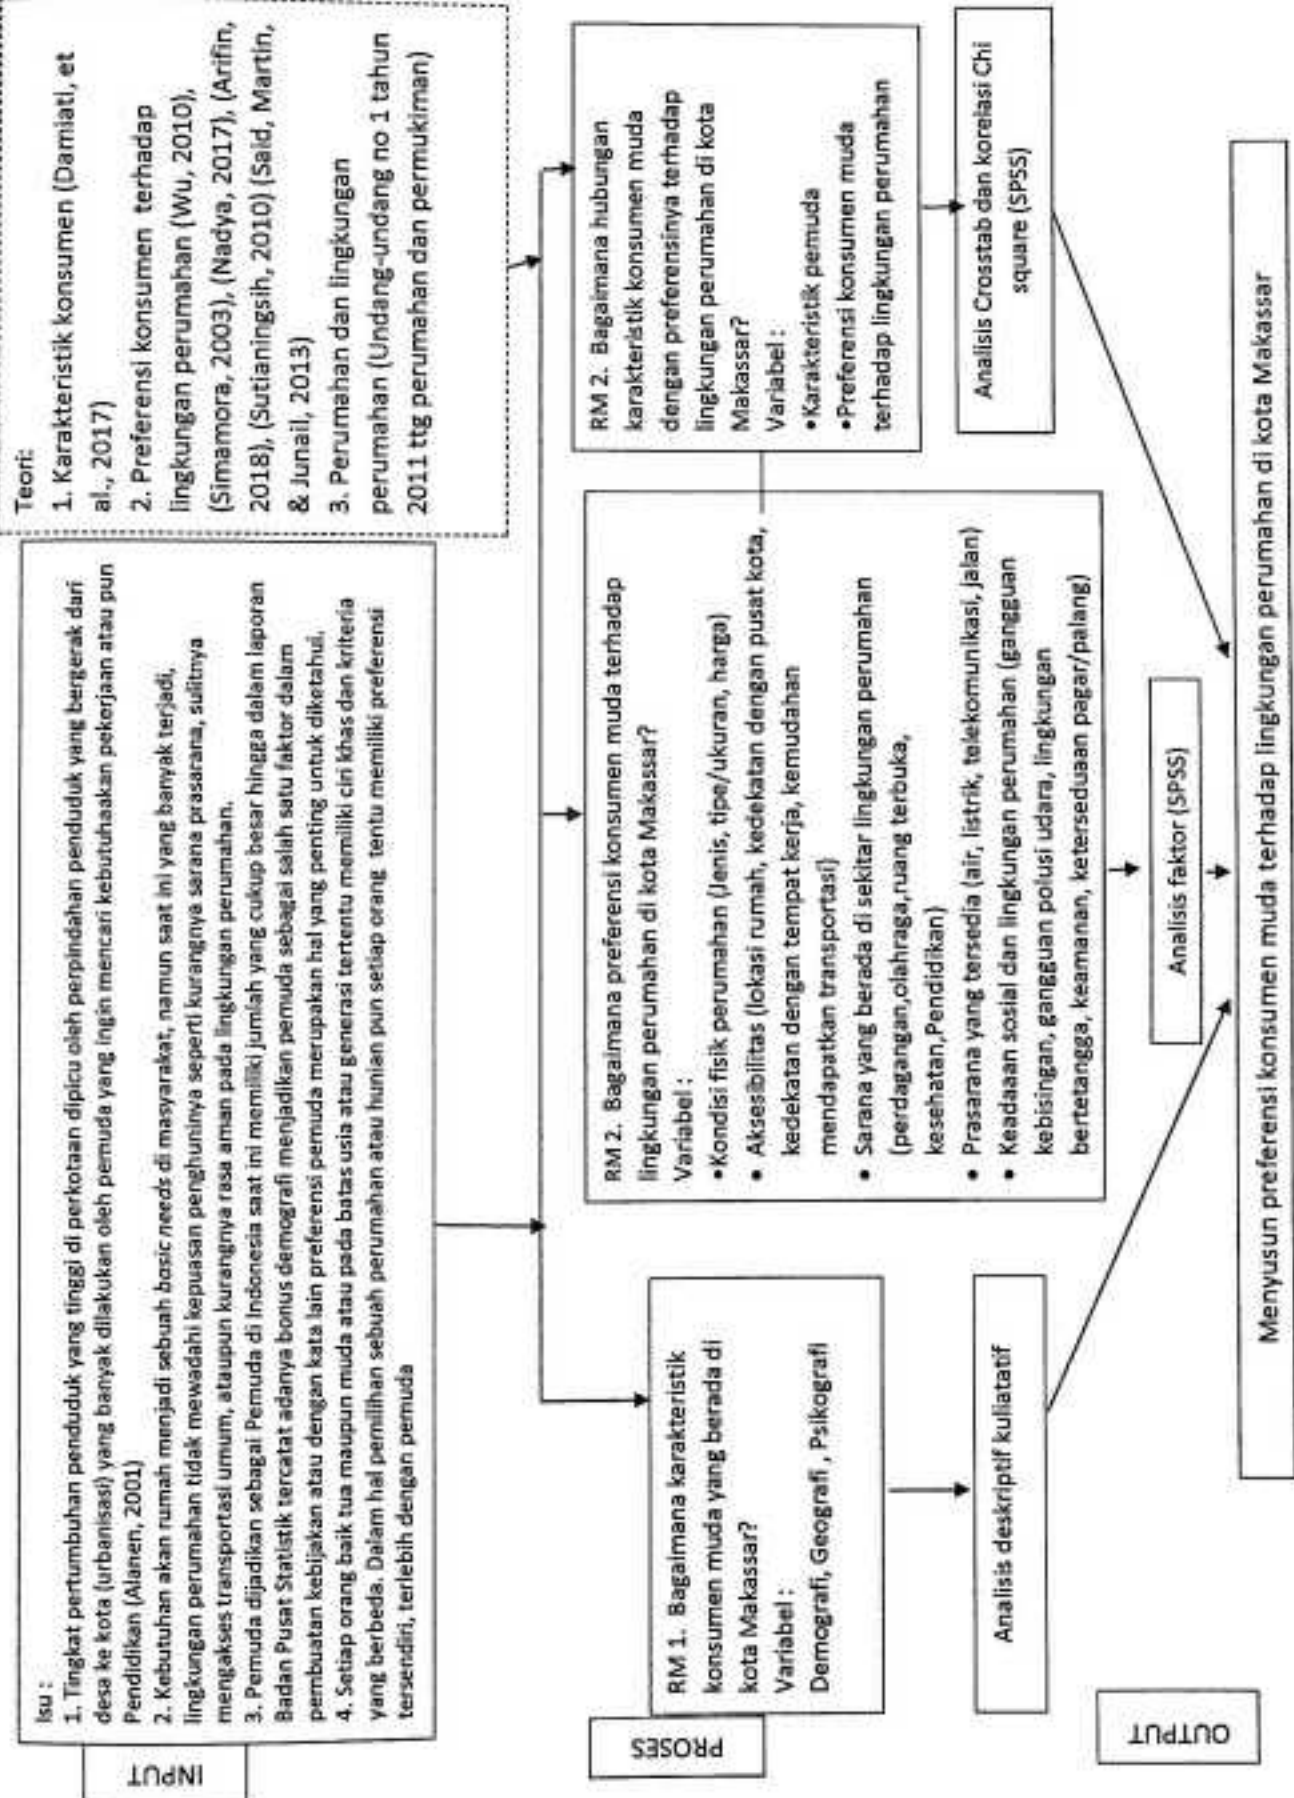 INPUT
Isu :
1. Tingkat pertumbuhan penduduk yang tinggi di perkotaan dipicu oleh perpindahan penduduk yang bergerak dari
desa ke kota (urbanisasi) yang banyak dilakukan oleh pemuda yang ingin mencari kebutuhaakan pekerjaan atau pun
Pendidikan (Alanen, 2001)
2. Kebutuhan akan rumah menjadi sebuah basic needs di masyarakat, namun saat ini yang banyak terjadi,
lingkungan perumahan tidak mewadahi kepuasan penghuninya seperti kurangnya sarana prasarana, sulitnya
mengakses transportasi umum, ataupun kurangnya rasa aman pada lingkungan perumahan.
3. Pemuda dijadikan sebagai Pemuda di Indonesia saat ini memiliki jumlah yang cukup besar hingga dalam laporan
Badan Pusat Statistik tercatat adanya bonus demografi menjadikan pemuda sebagai salah satu faktor dalam
pembuatan kebijakan atau dengan kata lain preferensi pemuda merupakan hal yang penting untuk diketahui.
4. Setiap orang baik tua maupun muda atau pada batas usia atau generasi tertentu memiliki ciri khas dan kriteria
yang berbeda. Dalam hal pemilihan sebuah perumahan atau hunian pun setiap orang tentu memiliki preferensi
tersendiri, terlebih dengan pemuda
Teori:
1. Karakteristik konsumen (Damiati, et
al., 2017)
2. Preferensi konsumen terhadap
lingkungan perumahan (Wu, 2010),
(Simamora, 2003), (Nadya, 2017), (Arifin,
2018), (Sutianingsih, 2010) (Said, Martin,
& Junail, 2013)
3. Perumahan dan lingkungan
perumahan (Undang-undang no 1 tahun
2011 ttg perumahan dan permukiman)
PROSES
RM 1. Bagaimana karakteristik
konsumen muda yang berada di
kota Makassar?
Variabel :
Demografi, Geografi , Psikografi
RM 2. Bagaimana preferensi konsumen muda terhadap
lingkungan perumahan di kota Makassar?
Variabel :
•Kondisi fisik perumahan (Jenis, tipe/ukuran, harga)
• Aksesibilitas (lokasi rumah, kedekatan dengan pusat kota,
kedekatan dengan tempat kerja, kemudahan
mendapatkan transportasi)
• Sarana yang berada di sekitar lingkungan perumahan
(perdagangan,olahraga,ruang terbuka,
kesehatan,Pendidikan)
• Prasarana yang tersedia (air, listrik, telekomunikasi, jalan)
• Keadaaan sosial dan lingkungan perumahan (gangguan
kebisingan, gangguan polusi udara, lingkungan
bertetangga, keamanan, keterseduaan pagar/palang)
RM 2. Bagaimana hubungan
karakteristik konsumen muda
dengan preferensinya terhadap
lingkungan perumahan di kota
Makassar?
Variabel :
•Karakteristik pemuda
•Preferensi konsumen muda
terhadap lingkungan perumahan
Analisis deskriptif kuliatatif
Analisis faktor (SPSS)
Analisis Crosstab dan korelasi Chi
square (SPSS)
OUTPUT
Menyusun preferensi konsumen muda terhadap lingkungan perumahan di kota Makassar